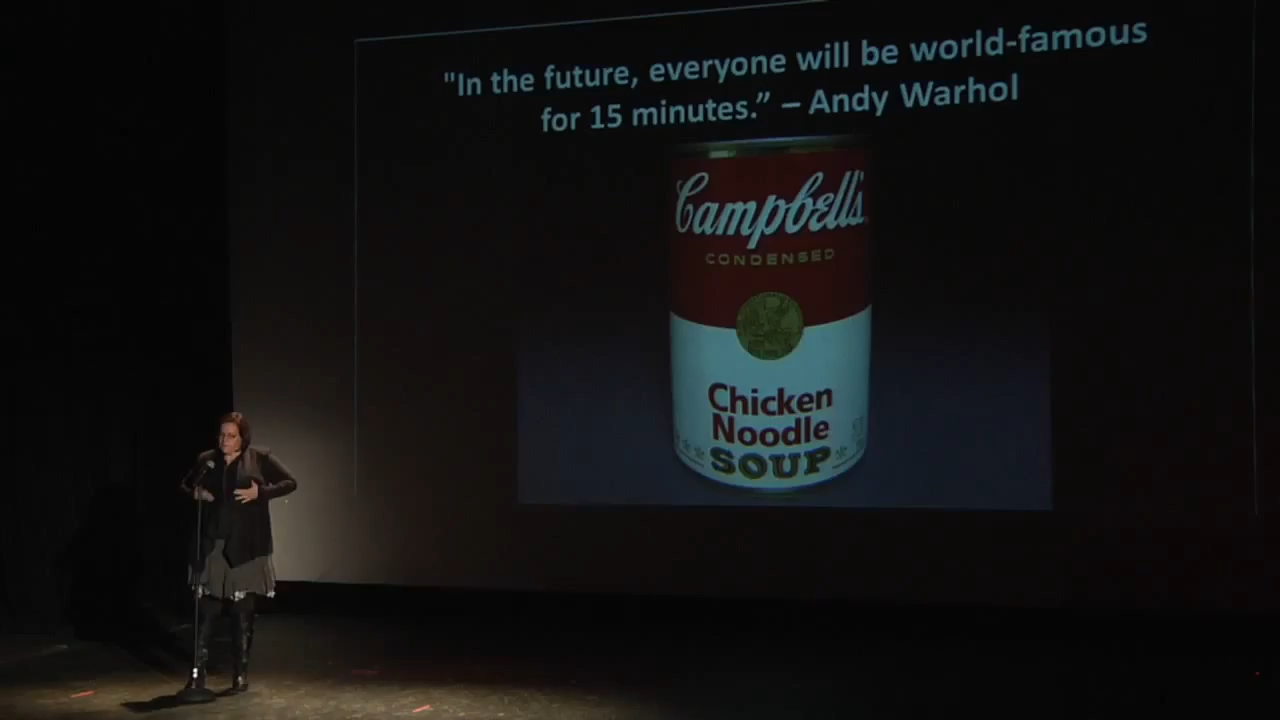 "In the future, everyone will be world-famous
for 15 minutes.” – Andy Warhol
Campbell's
CONDENSED
Chicken
Noodle
SOUP